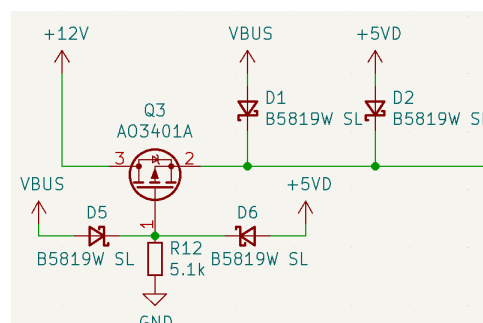 +12V
VBUS
+5VD
Q3
AO3401A
D1
B5819W SL
D2
B5819W SL
3
2
VBUS
+5VD
1
D5
B5819W SL
D6
B5819W SL
R12
5.1k
GND